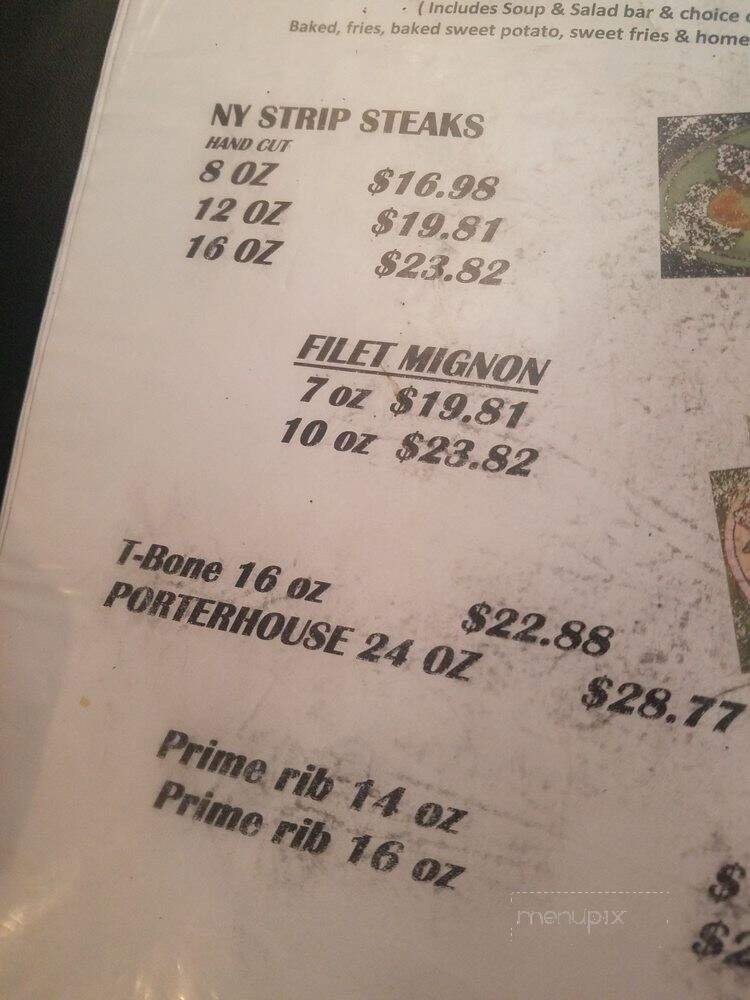 ( Includes Soup & Salad bar & choice
Baked, fries, baked sweet potato, sweet fries & home
NY STRIP STEAKS
HAND CUT
8 OZ $16.98
12 OZ $19.81
16 OZ $23.82
FILET MIGNON
7 oz $19.81
10 oz $23.82
T-Bone 16 oz $22.88
PORTERHOUSE 24 OZ $28.77
Prime rib 14 oz $
Prime rib 16 oz $2
menupix